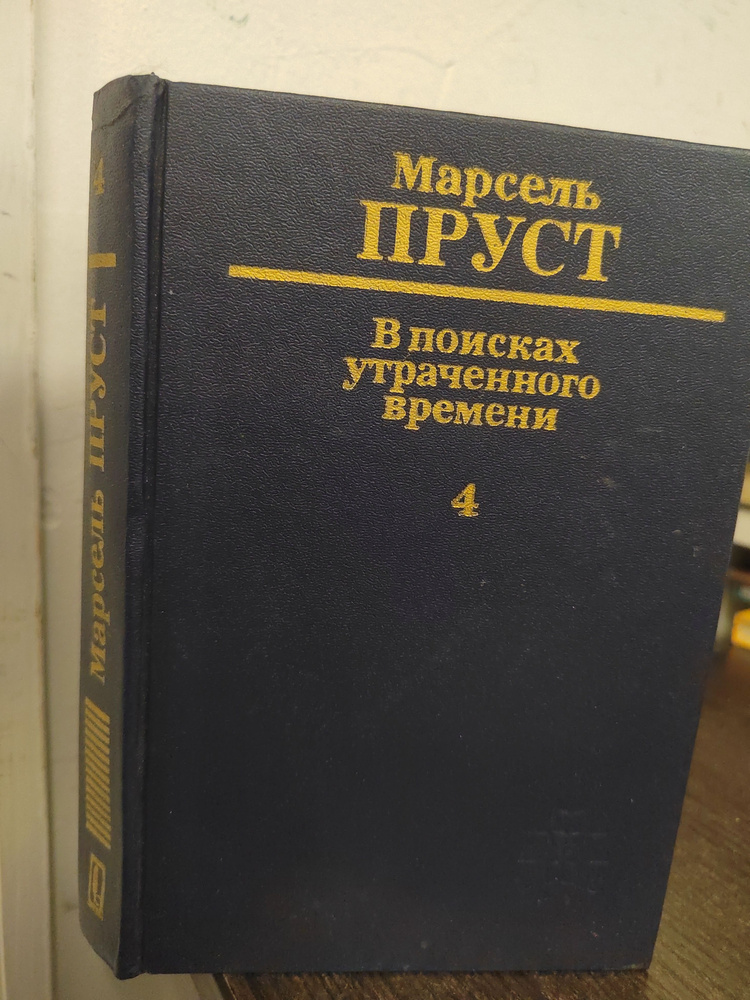 Марсель
ПРУСТ
В поисках
утраченного
времени
4
Марсель ПРУСТ
4